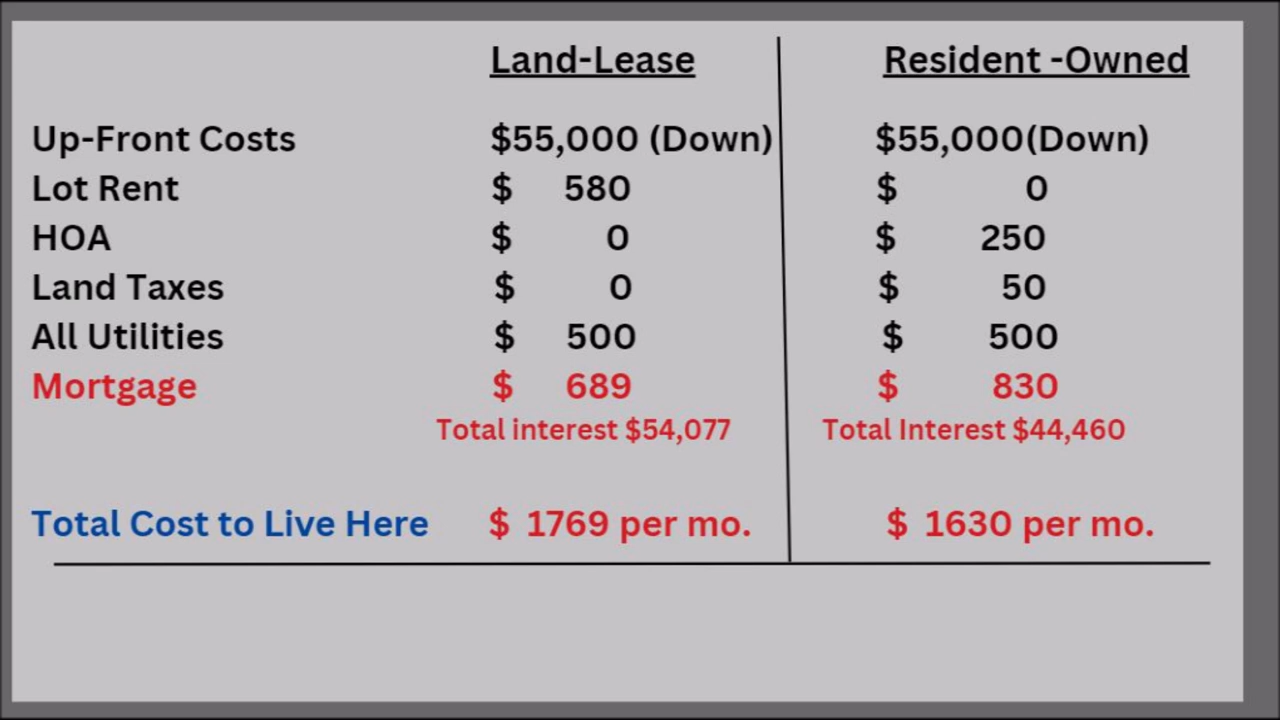 Land-Lease Resident -Owned
Up-Front Costs $55,000 (Down) $55,000(Down)
Lot Rent $ 580 $ 0
HOA $ 0 $ 250
Land Taxes $ 0 $ 50
All Utilities $ 500 $ 500
Mortgage $ 689 $ 830
Total interest $54,077 Total Interest $44,460
Total Cost to Live Here $ 1769 per mo. $ 1630 per mo.